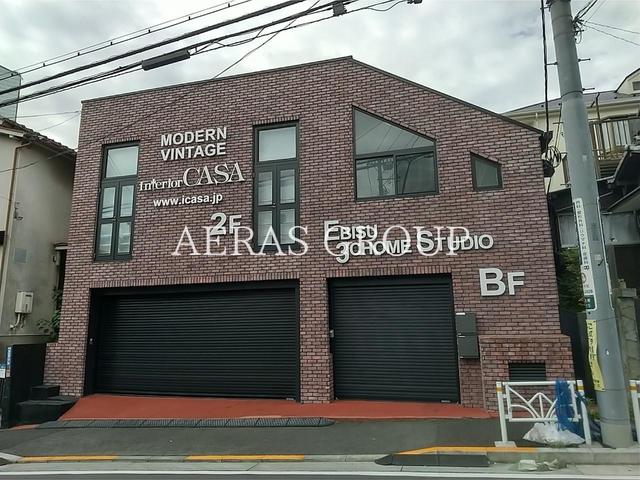 MODERN
VINTAGE
Interior CASA
www.icasa.jp
2F
EBISU
3CHOME STUDIO
BF
AERAS GROUP